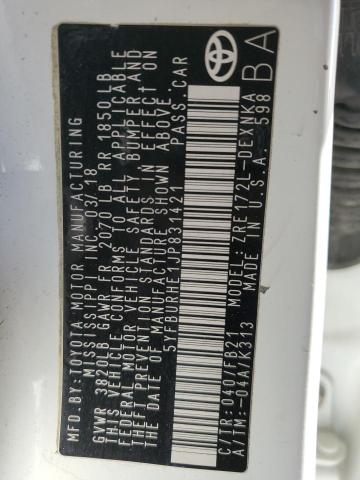 MFD.BY:TOYOTA MOTOR MANUFACTURING
MISSISSIPPI INC. 03/18
GVWR 3820LB GAWR FR 2070 LB RR 1850 LB
THIS VEHICLE CONFORMS TO ALL APPLICABLE
FEDERAL MOTOR VEHICLE SAFETY, BUMPER, AND
THEFT PREVENTION STANDARDS IN EFFECT ON
THE DATE OF MANUFACTURE SHOWN ABOVE.
5YFBURHE1JP831421 PASS.CAR
C/TR:040/FB21 ZRE172L-DEXNKA
A/TM:-04A/K313 MADE IN U.S.A. 598
BA